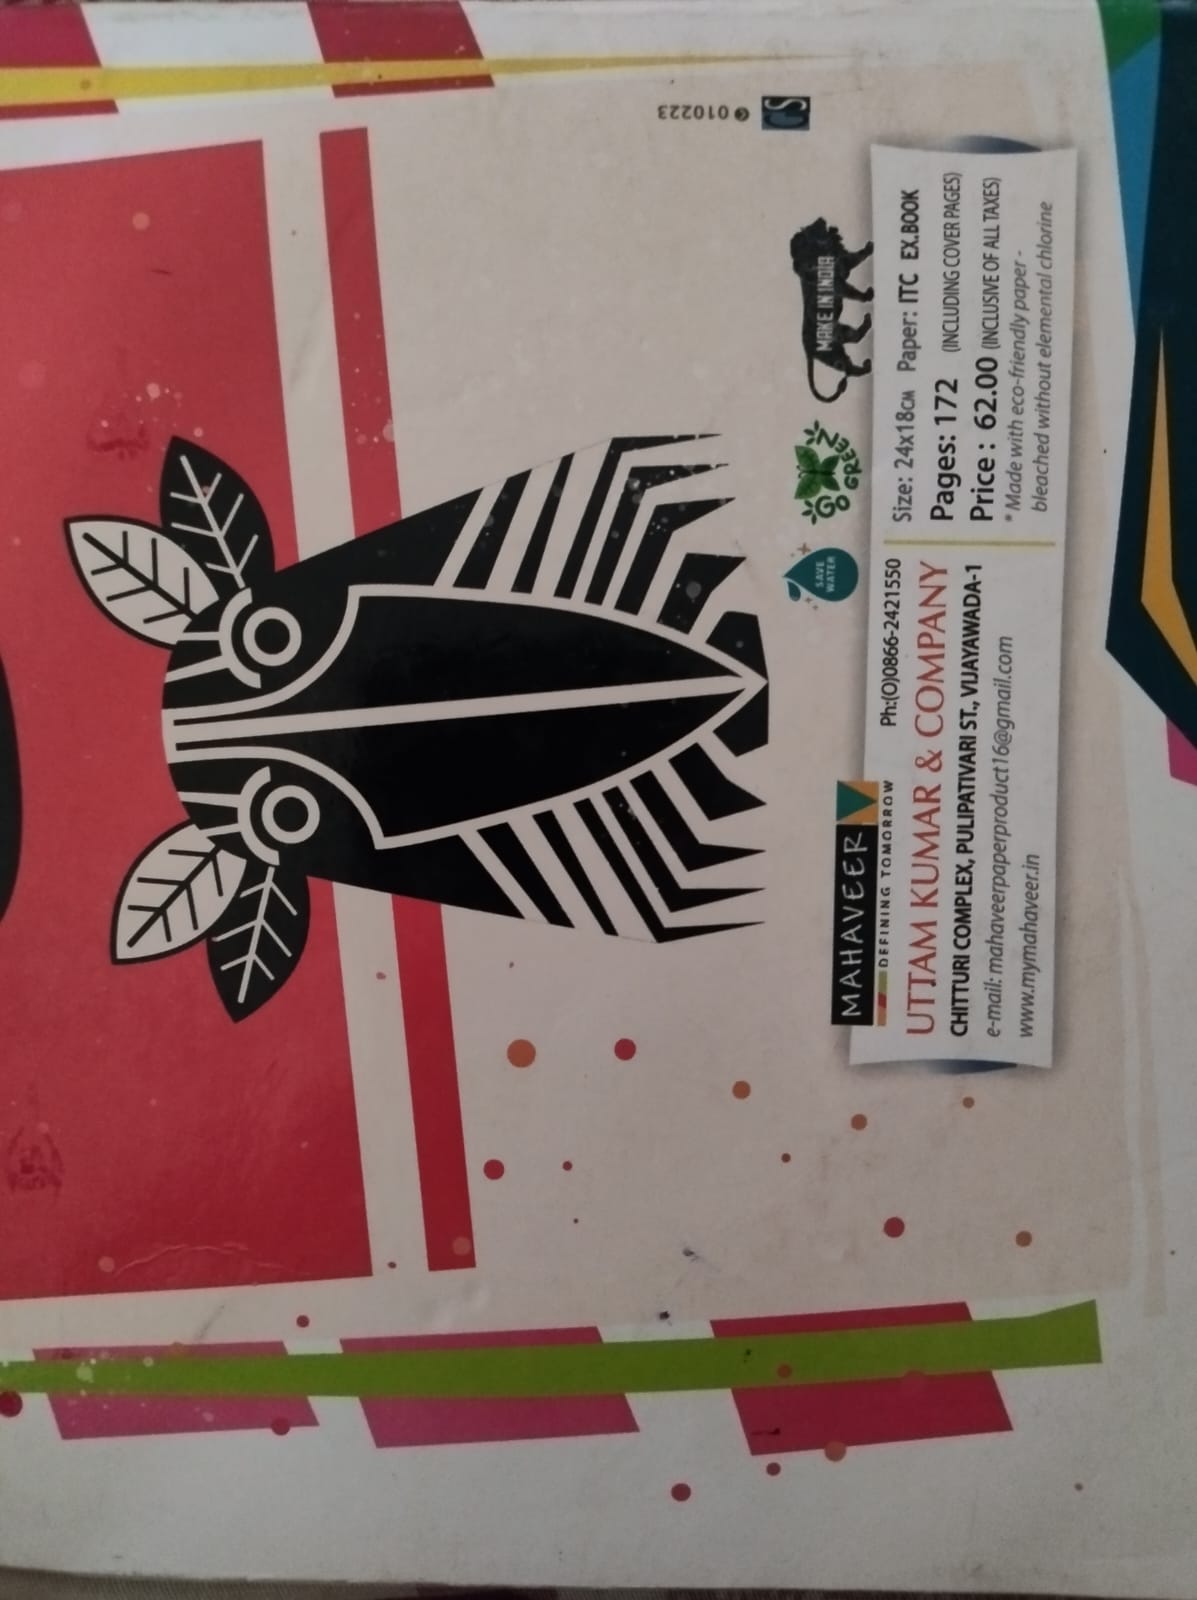 010223
GS
MAKE IN INDIA
GO GREEN
SAVE
WATER
MAHAVEER
DEFINING TOMORROW
Ph:(O)0866-2421550
UTTAM KUMAR & COMPANY
CHITTURI COMPLEX, PULIPATIVARI ST., VIJAYAWADA-1
e-mail: mahaveerpaperproduct16@gmail.com
www.mymahaveer.in
Size: 24x18CM Paper: ITC EX.BOOK
Pages: 172 (INCLUDING COVER PAGES)
Price : 62.00 (INCLUSIVE OF ALL TAXES)
* Made with eco-friendly paper -
bleached without elemental chlorine